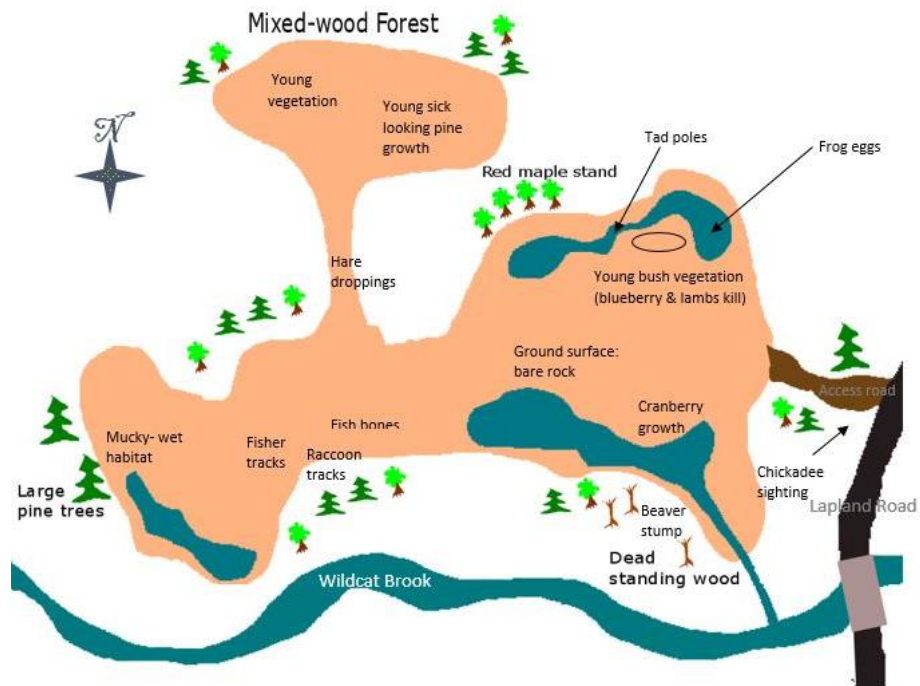 Mixed-wood Forest
Young
vegetation
Young sick
looking pine
growth
N
Tad poles
Frog eggs
Red maple stand
Hare
droppings
Young bush vegetation
(blueberry & lambs kill)
Ground surface:
bare rock
Access road
Cranberry
growth
Fish bones
Mucky- wet
habitat
Fisher
tracks
Raccoon
tracks
Chickadee
sighting
Large
pine trees
Beaver
stump
Lapland Road
Dead
standing wood
Wildcat Brook